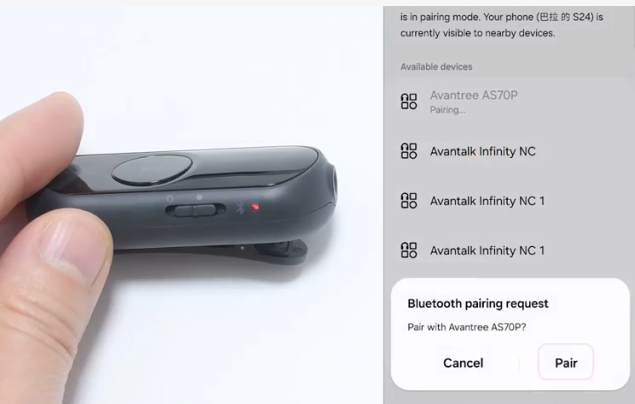 is in pairing mode. Your phone (巴拉 的 S24) is
currently visible to nearby devices.
Available devices
Avantree AS70P
Pairing...
Avantalk Infinity NC
Avantalk Infinity NC 1
Avantalk Infinity NC 1
Bluetooth pairing request
Pair with Avantree AS70P?
Cancel
Pair